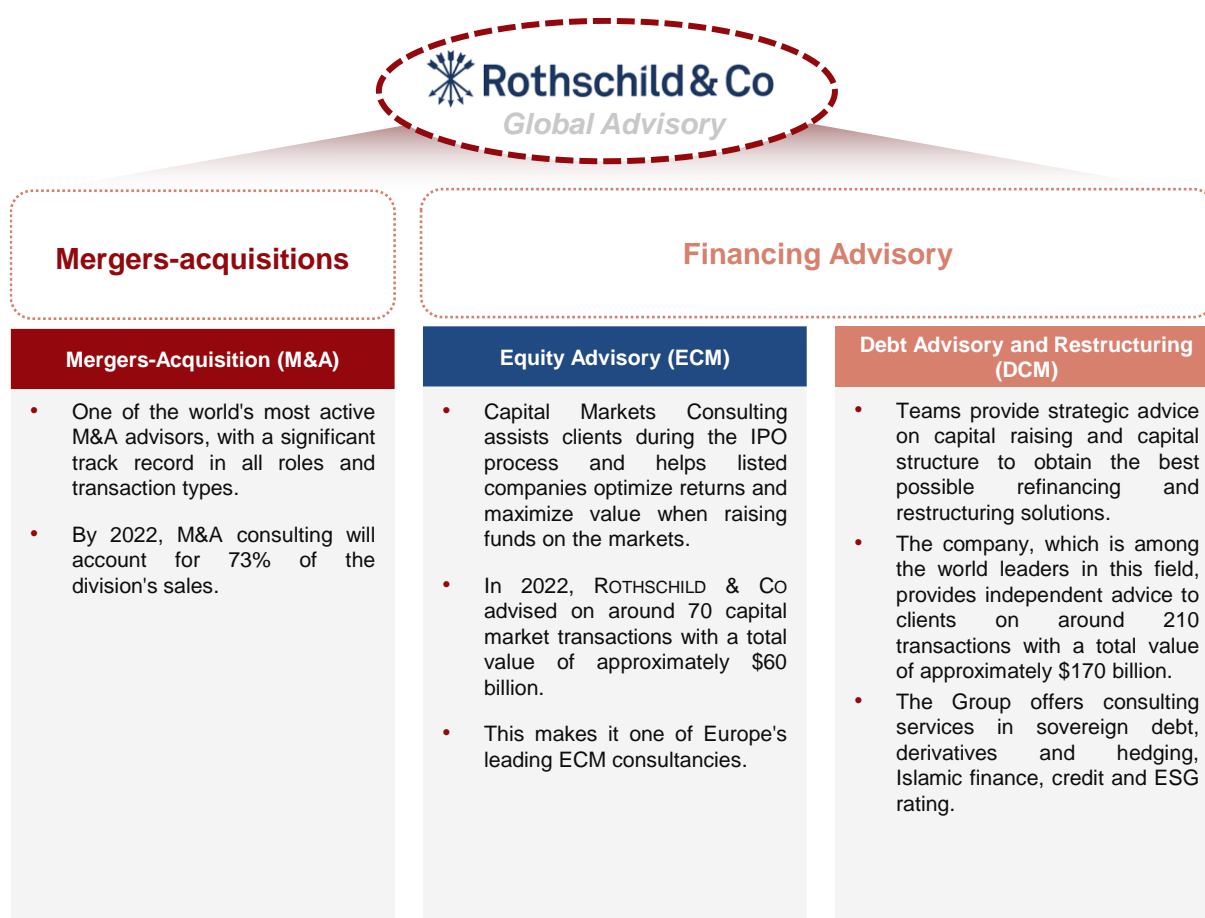 Rothschild & Co
Global Advisory
Mergers-acquisitions
Financing Advisory
Mergers-Acquisition (M&A)
• One of the world's most active
M&A advisors, with a significant
track record in all roles and
transaction types.
• By 2022, M&A consulting will
account for 73% of the
division's sales.
Equity Advisory (ECM)
• Capital Markets Consulting
assists clients during the IPO
process and helps listed
companies optimize returns and
maximize value when raising
funds on the markets.
• In 2022, ROTHSCHILD & CO
advised on around 70 capital
market transactions with a total
value of approximately $60
billion.
• This makes it one of Europe's
leading ECM consultancies.
Debt Advisory and Restructuring
(DCM)
• Teams provide strategic advice
on capital raising and capital
structure to obtain the best
possible refinancing and
restructuring solutions.
• The company, which is among
the world leaders in this field,
provides independent advice to
clients on around 210
transactions with a total value
of approximately $170 billion.
• The Group offers consulting
services in sovereign debt,
derivatives and hedging,
Islamic finance, credit and ESG
rating.